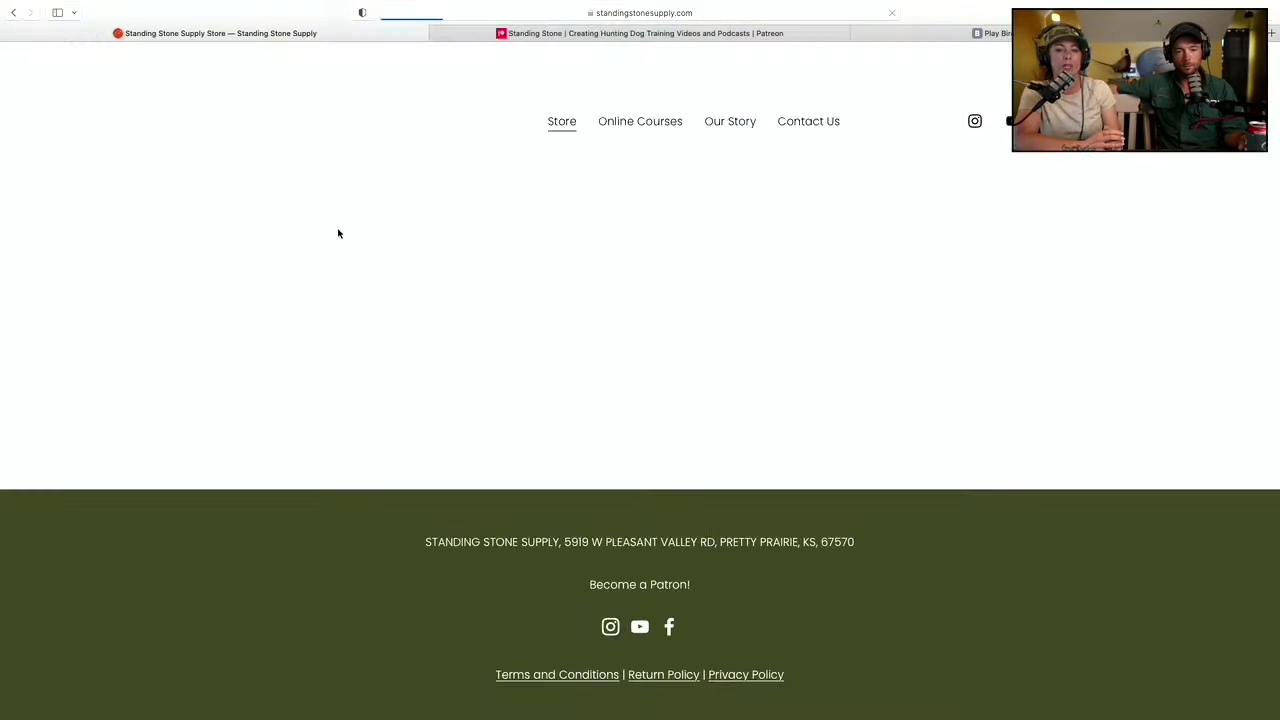 standingstonesupply.com
Standing Stone Supply Store — Standing Stone Supply
Standing Stone | Creating Hunting Dog Training Videos and Podcasts | Patreon
B Play Bir
Store
Online Courses
Our Story
Contact Us
STANDING STONE SUPPLY, 5919 W PLEASANT VALLEY RD, PRETTY PRAIRIE, KS, 67570
Become a Patron!
Terms and Conditions | Return Policy | Privacy Policy